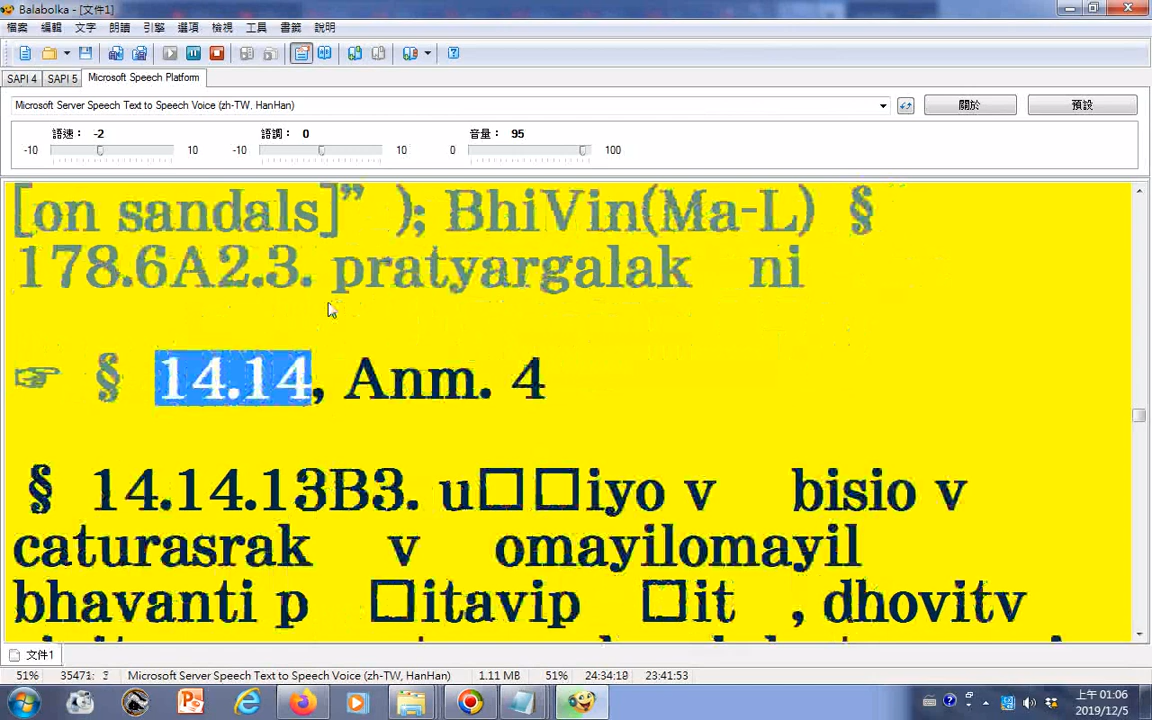 Balabolka - [文件1]
檔案 編輯 文字 朗讀 引擎 選項 檢視 工具 書籤 說明
SAPI 4 SAPI 5 Microsoft Speech Platform
Microsoft Server Speech Text to Speech Voice (zh-TW, HanHan) 關於 預設
語速： -2 語調： 0 音量： 95
-10 10 -10 10 0 100
[on sandals]” ); BhiVin(Ma-L) §
178.6A2.3. pratyargalak ni
☞ § 14.14, Anm. 4
§ 14.14.13B3. u□□iyo v bisio v
caturasrak v omayilomayil
bhavanti p □itavip □it , dhovitv
文件1
51% 35471: 3 Microsoft Server Speech Text to Speech Voice (zh-TW, HanHan) 1.11 MB 51% 24:34:18 23:41:53
上午 01:06
2019/12/5